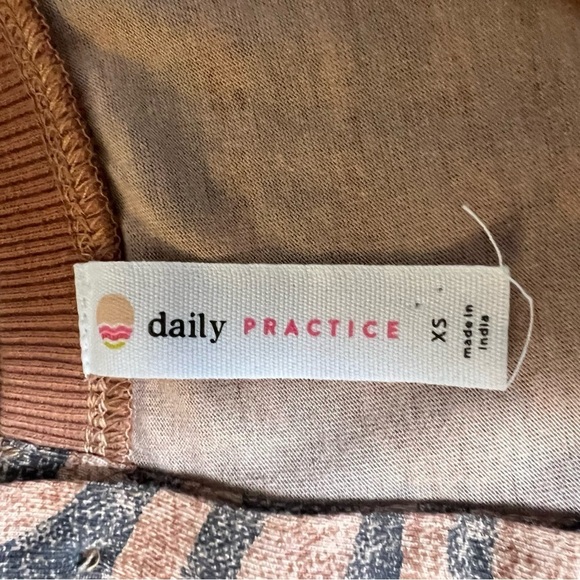 daily PRACTICE
XS
made in
india